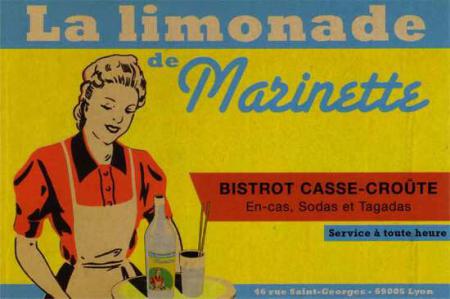 La limonade
de
Marinette
BISTROT CASSE-CROÛTE
En-cas, Sodas et Tagadas
Service à toute heure
46 rue Saint-Georges - 69005 Lyon